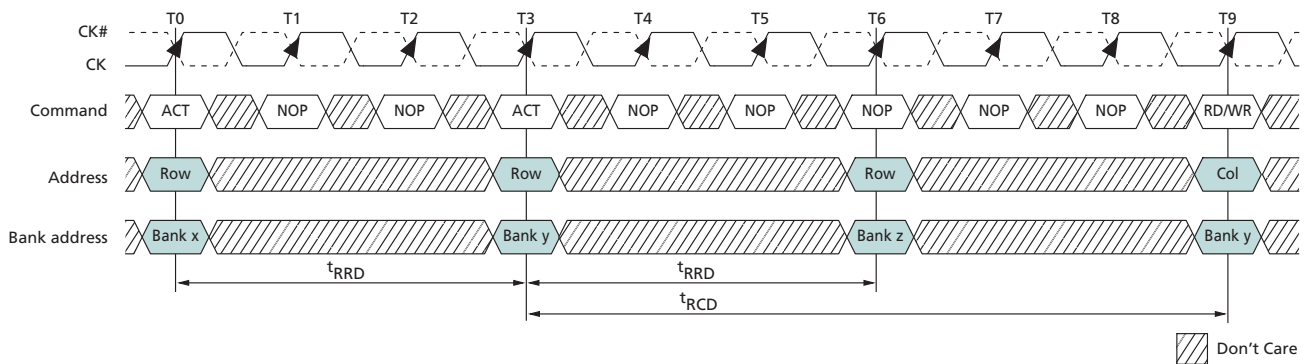 T0 T1 T2 T3 T4 T5 T6 T7 T8 T9
CK#
CK
Command ACT NOP NOP ACT NOP NOP NOP NOP NOP RD/WR
Address Row Row Row Col
Bank address Bank x Bank y Bank z Bank y
tRRD tRRD
tRCD
Don't Care